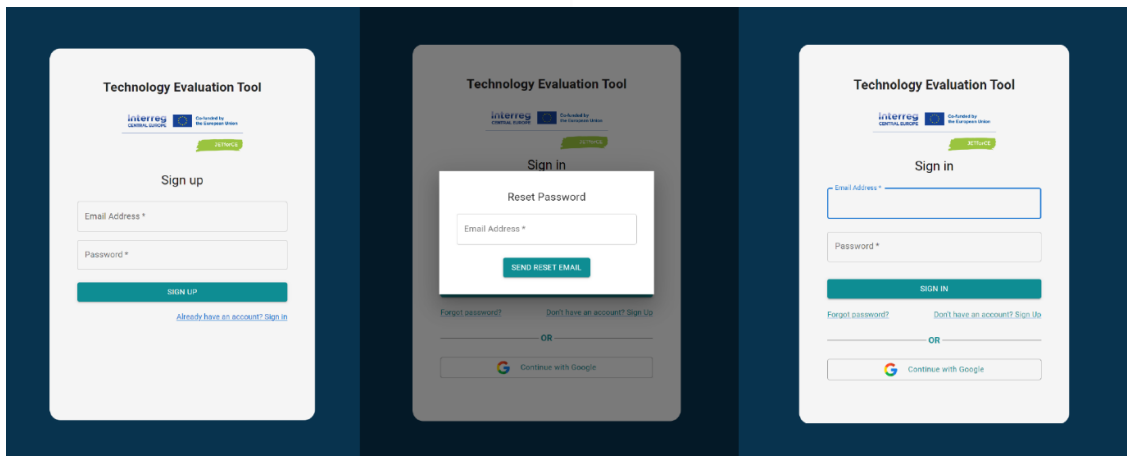 Technology Evaluation Tool
Interreg
CENTRAL EUROPE
Co-funded by
the European Union
JETforCE
Sign up
Email Address *
Password *
SIGN UP
Already have an account? Sign in
Technology Evaluation Tool
Interreg
CENTRAL EUROPE
Co-funded by
the European Union
JETforCE
Sign in
Reset Password
Email Address *
SEND RESET EMAIL
Forgot password?
Don't have an account? Sign Up
OR
Continue with Google
Technology Evaluation Tool
Interreg
CENTRAL EUROPE
Co-funded by
the European Union
JETforCE
Sign in
Email Address *
Password *
SIGN IN
Forgot password?
Don't have an account? Sign Up
OR
Continue with Google